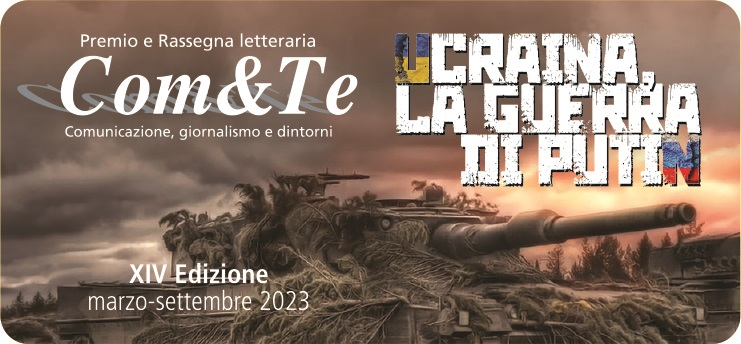 Premio e Rassegna letteraria
Com&Te
Comunicazione, giornalismo e dintorni
UCRAINA,
LA GUERRA
DI PUTIN
XIV Edizione
marzo-settembre 2023